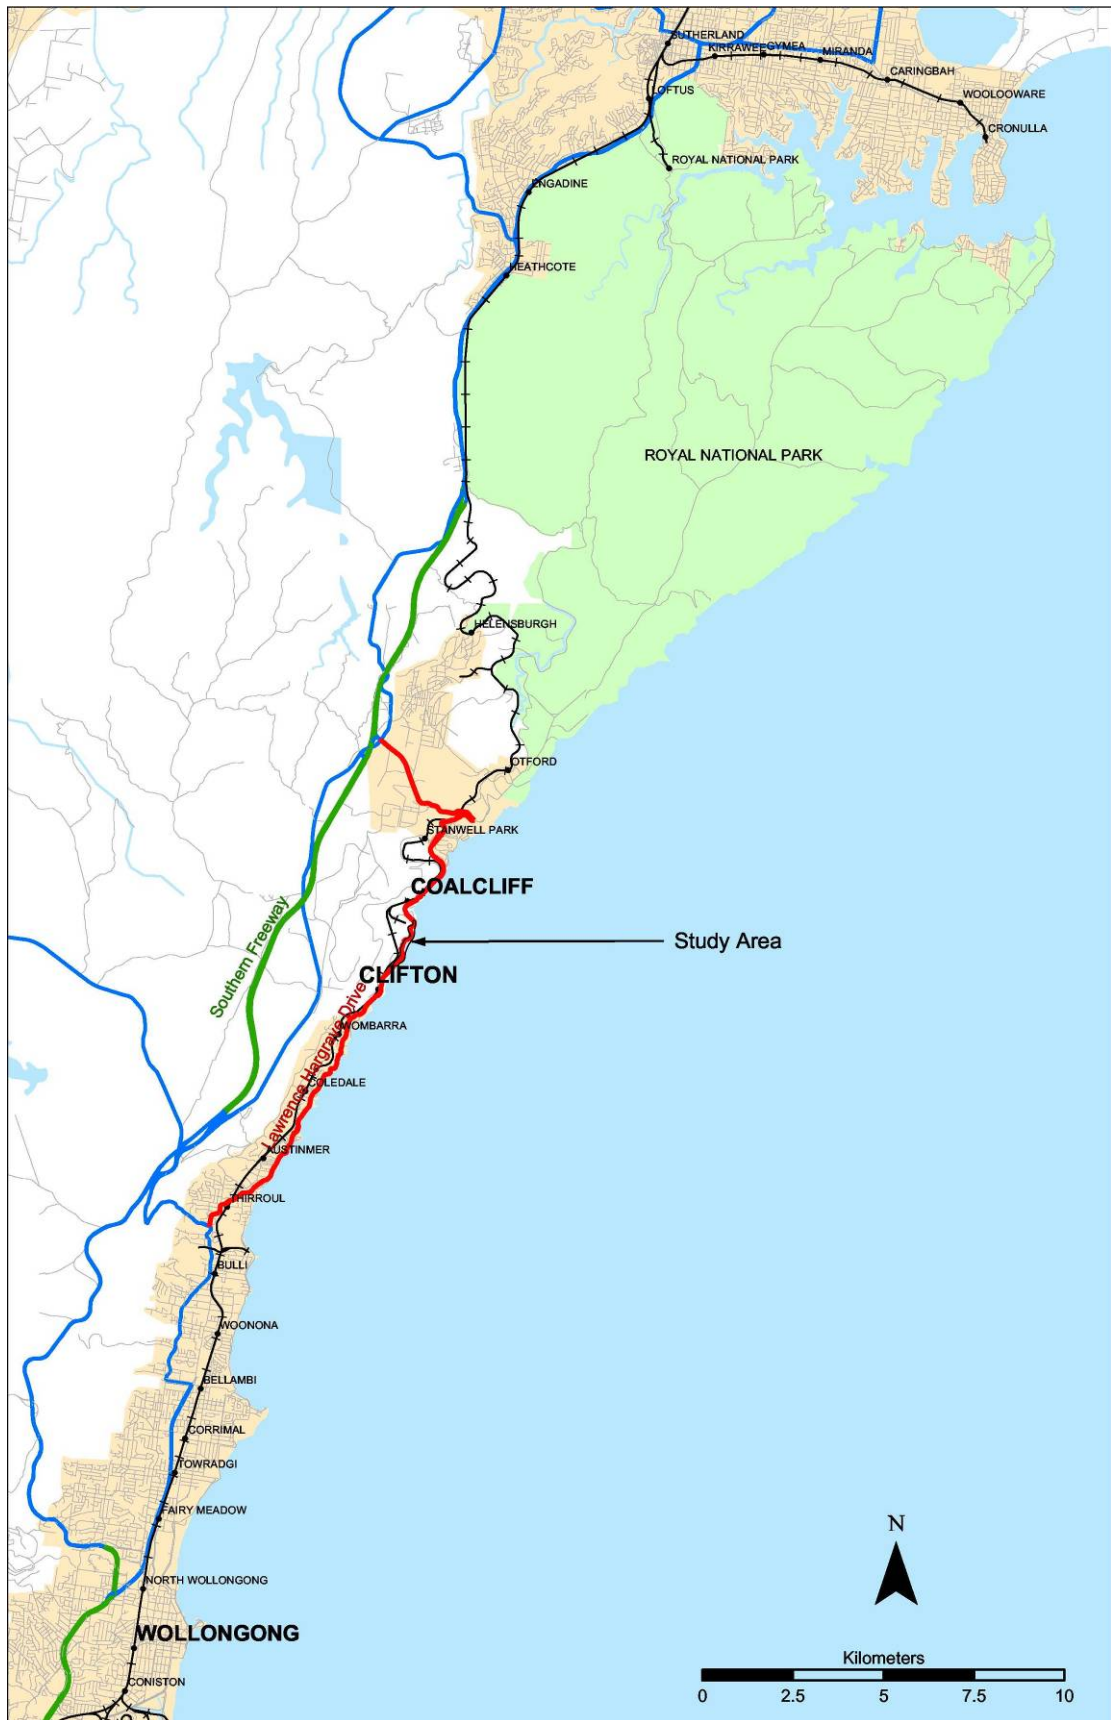 SUTHERLAND
KIRRAWEE
GYMEA
MIRANDA
CARINGBAH
LOFTUS
WOOLOOWARE
CRONULLA
ROYAL NATIONAL PARK
ENGADINE
HEATHCOTE
ROYAL NATIONAL PARK
HELENSBURGH
OTFORD
STANWELL PARK
COALCLIFF
Southern Freeway
Study Area
CLIFTON
Lawrence Hargrave Drive
WOMBARRA
COLEDALE
AUSTINMER
THIRROUL
BULLI
WOONONA
BELLAMBI
CORRIMAL
TOWRADGI
FAIRY MEADOW
N
NORTH WOLLONGONG
WOLLONGONG
Kilometers
CONISTON
0 2.5 5 7.5 10